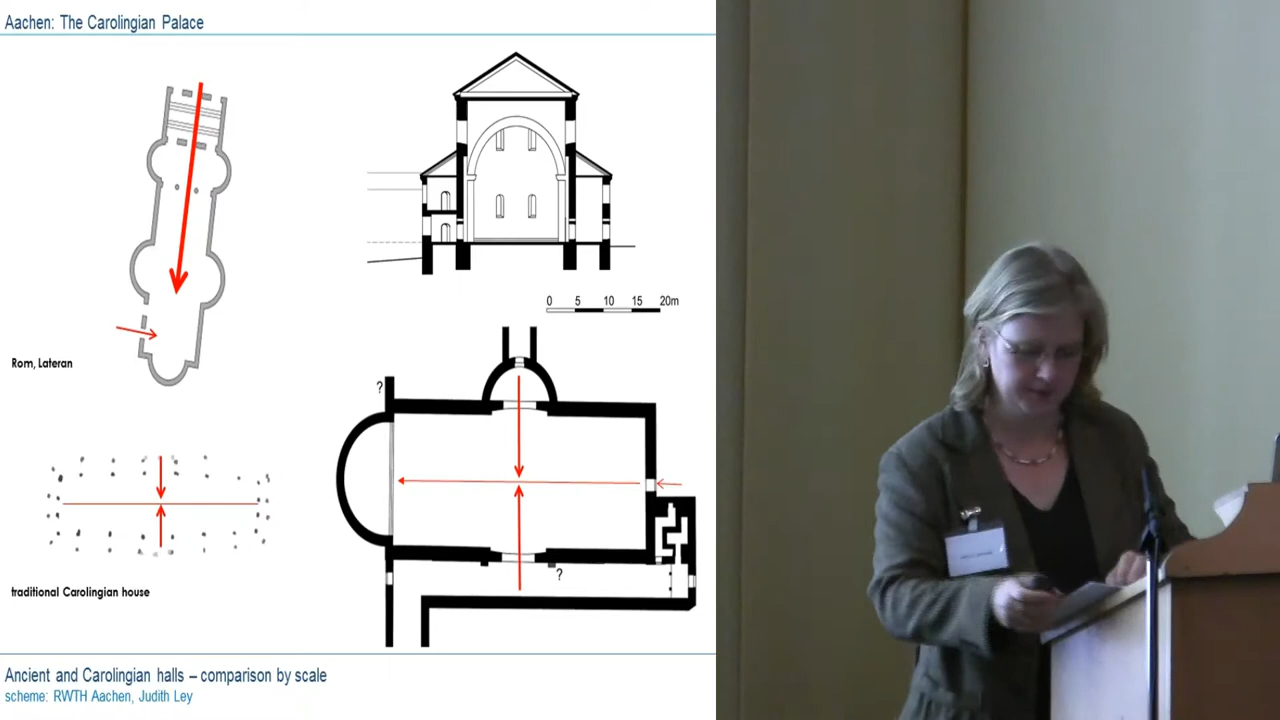 Aachen: The Carolingian Palace
0 5 10 15 20m
Rom, Lateran
?
?
traditional Carolingian house
Ancient and Carolingian halls – comparison by scale
scheme: RWTH Aachen, Judith Ley